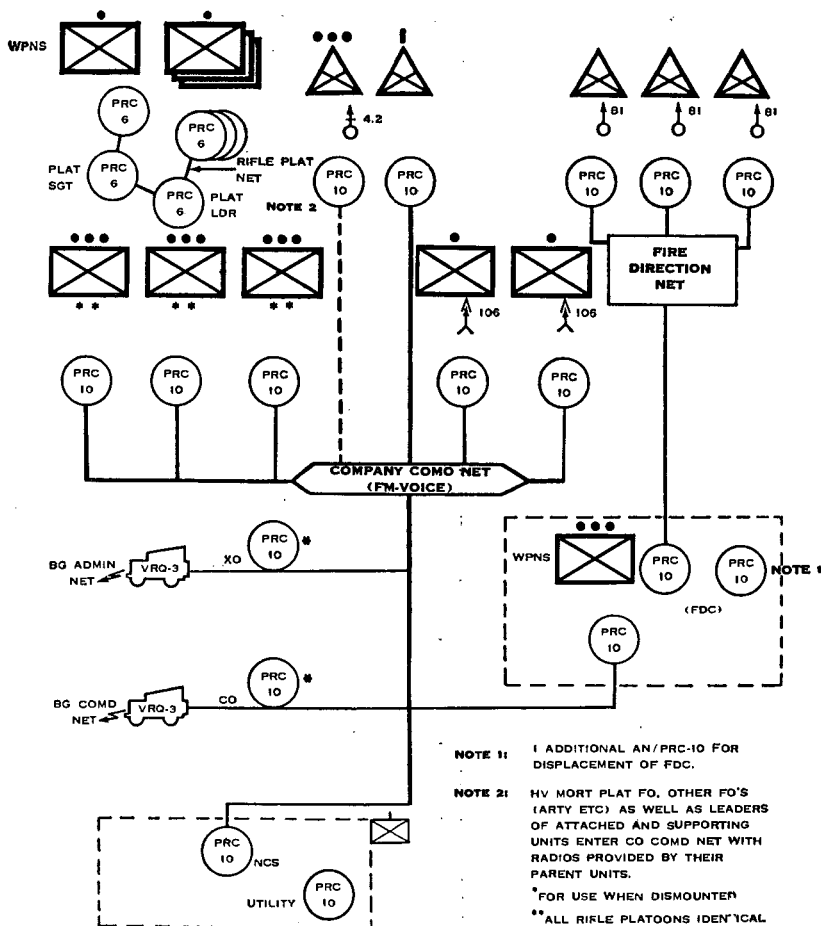 WPNS
PRC 6
PRC 6
PRC 6
PRC 6
PLAT SGT
PLAT LDR
RIFLE PLAT NET
4.2
81
81
81
NOTE 2
PRC 10
PRC 10
PRC 10
PRC 10
PRC 10
FIRE DIRECTION NET
**
**
**
106
106
PRC 10
PRC 10
PRC 10
PRC 10
PRC 10
COMPANY COMO NET
(FM-VOICE)
BG ADMIN NET
VRQ-3
XO
PRC 10
*
WPNS
PRC 10
PRC 10
NOTE 1
(FDC)
PRC 10
BG COMD NET
VRQ-3
CO
PRC 10
*
NOTE 1:
1 ADDITIONAL AN/PRC-10 FOR
DISPLACEMENT OF FDC.
NOTE 2:
HV MORT PLAT FO, OTHER FO'S
(ARTY ETC) AS WELL AS LEADERS
OF ATTACHED AND SUPPORTING
UNITS ENTER CO COMD NET WITH
RADIOS PROVIDED BY THEIR
PARENT UNITS.
*FOR USE WHEN DISMOUNTED
**ALL RIFLE PLATOONS IDENTICAL
PRC 10
NCS
UTILITY
PRC 10